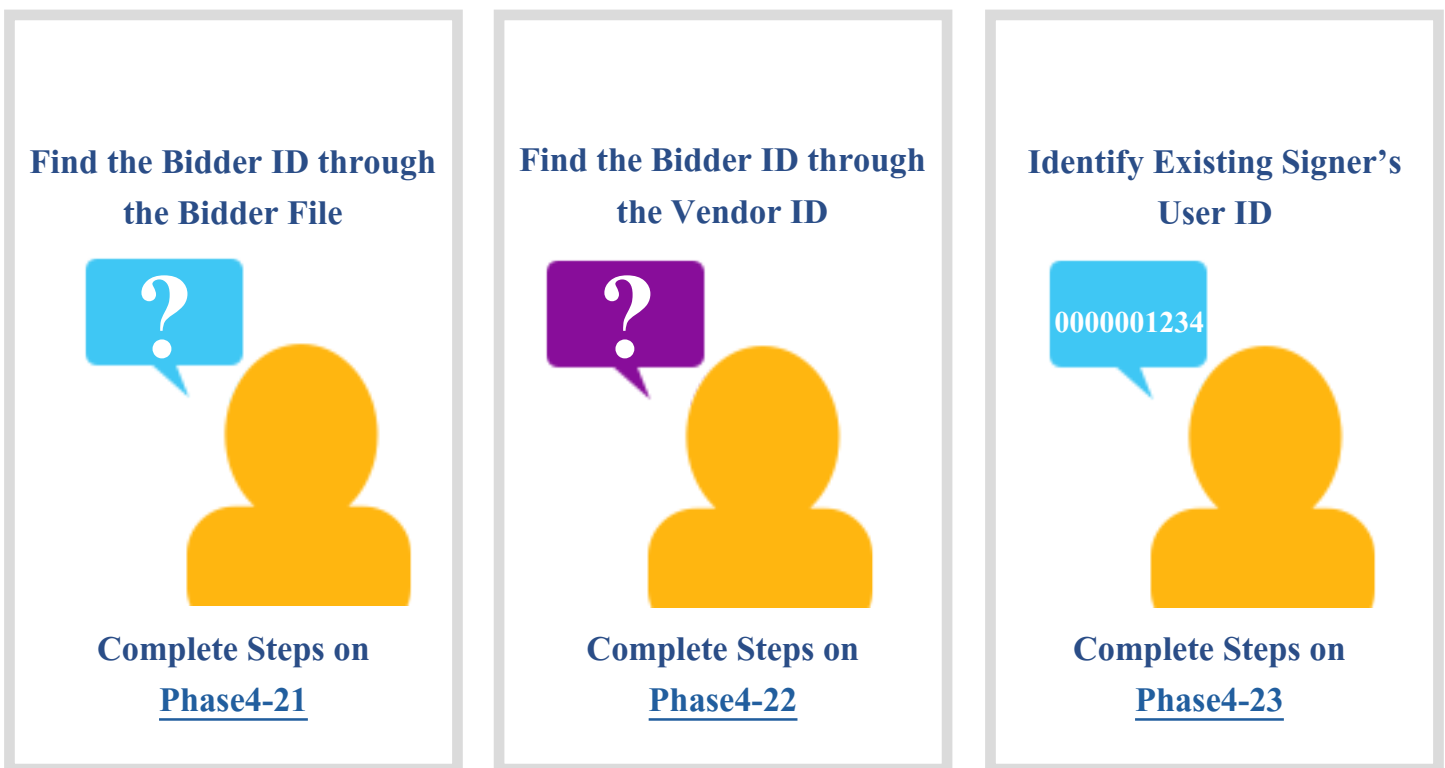 Find the Bidder ID through
the Bidder File
?
Complete Steps on
Phase4-21
Find the Bidder ID through
the Vendor ID
?
Complete Steps on
Phase4-22
Identify Existing Signer’s
User ID
0000001234
Complete Steps on
Phase4-23